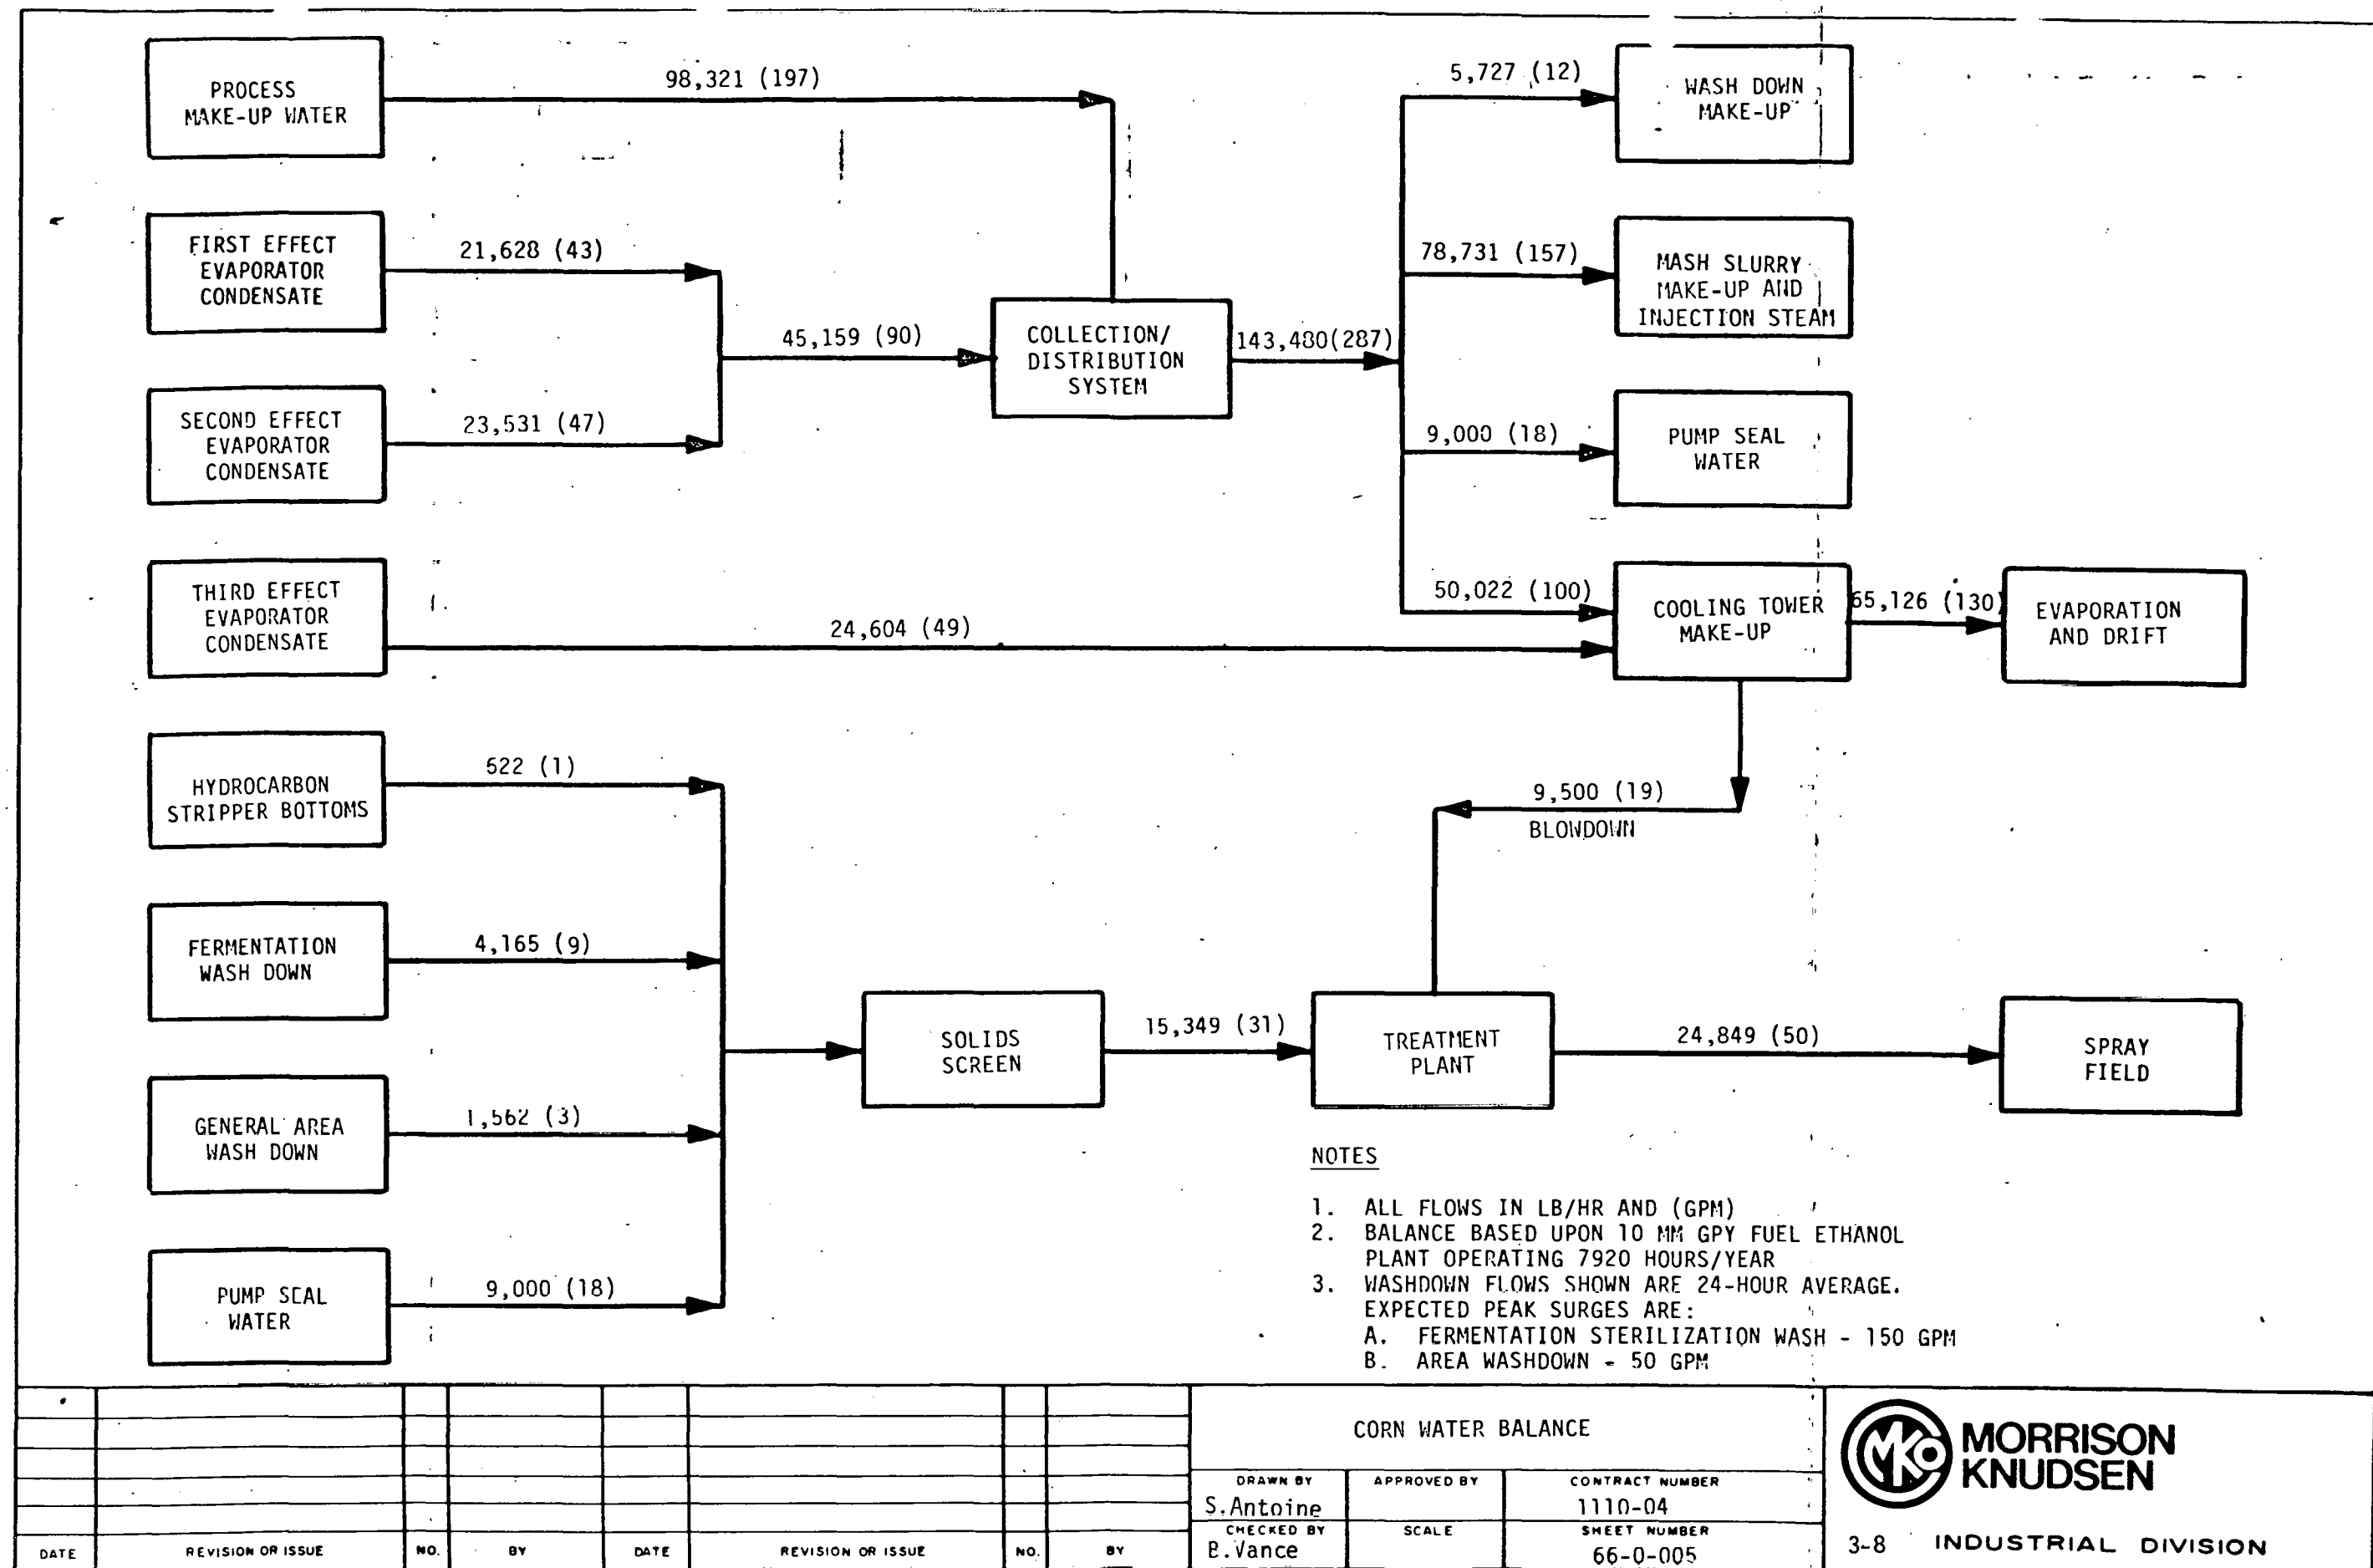 PROCESS
MAKE-UP WATER
98,321 (197)
5,727 (12)
WASH DOWN
MAKE-UP
FIRST EFFECT
EVAPORATOR
CONDENSATE
21,628 (43)
78,731 (157)
MASH SLURRY
MAKE-UP AND
INJECTION STEAM
45,159 (90)
COLLECTION/
DISTRIBUTION
SYSTEM
143,480(287)
SECOND EFFECT
EVAPORATOR
CONDENSATE
23,531 (47)
9,000 (18)
PUMP SEAL
WATER
THIRD EFFECT
EVAPORATOR
CONDENSATE
24,604 (49)
50,022 (100)
COOLING TOWER
MAKE-UP
65,126 (130)
EVAPORATION
AND DRIFT
HYDROCARBON
STRIPPER BOTTOMS
622 (1)
9,500 (19)
BLOWDOWN
FERMENTATION
WASH DOWN
4,165 (9)
SOLIDS
SCREEN
15,349 (31)
TREATMENT
PLANT
24,849 (50)
SPRAY
FIELD
GENERAL AREA
WASH DOWN
1,562 (3)
PUMP SEAL
WATER
9,000 (18)
NOTES
1. ALL FLOWS IN LB/HR AND (GPM)
2. BALANCE BASED UPON 10 MM GPY FUEL ETHANOL
PLANT OPERATING 7920 HOURS/YEAR
3. WASHDOWN FLOWS SHOWN ARE 24-HOUR AVERAGE.
EXPECTED PEAK SURGES ARE:
A. FERMENTATION STERILIZATION WASH - 150 GPM
B. AREA WASHDOWN - 50 GPM
DATE REVISION OR ISSUE NO. BY DATE REVISION OR ISSUE NO. BY
CORN WATER BALANCE
DRAWN BY APPROVED BY CONTRACT NUMBER
S.Antoine 1110-04
CHECKED BY SCALE SHEET NUMBER
B.Vance 66-0-005
MKCo MORRISON
KNUDSEN
3-8 INDUSTRIAL DIVISION